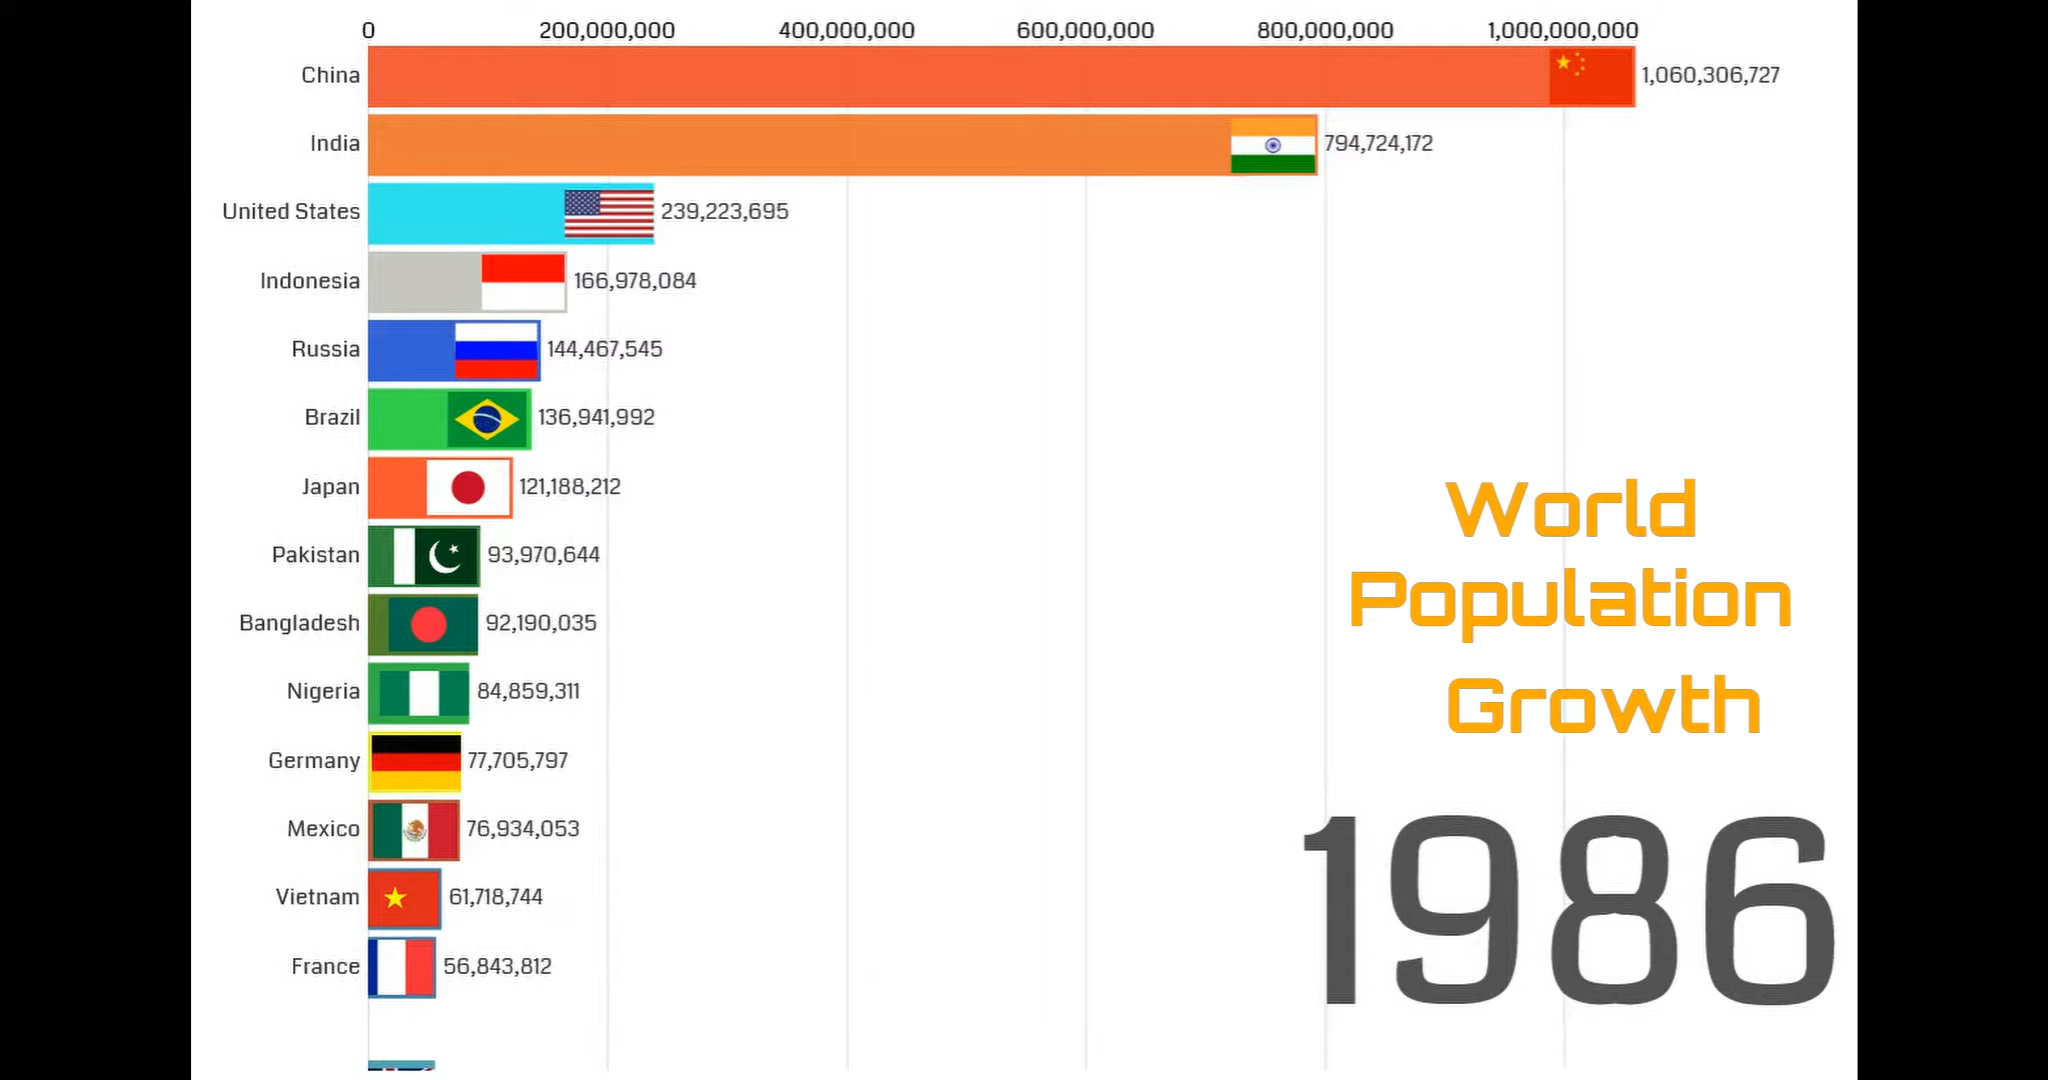 0 200,000,000 400,000,000 600,000,000 800,000,000 1,000,000,000
China 1,060,306,727
India 794,724,172
United States 239,223,695
Indonesia 166,978,084
Russia 144,467,545
Brazil 136,941,992
Japan 121,188,212
Pakistan 93,970,644
Bangladesh 92,190,035
Nigeria 84,859,311
Germany 77,705,797
Mexico 76,934,053
Vietnam 61,718,744
France 56,843,812
World
Population
Growth
1986